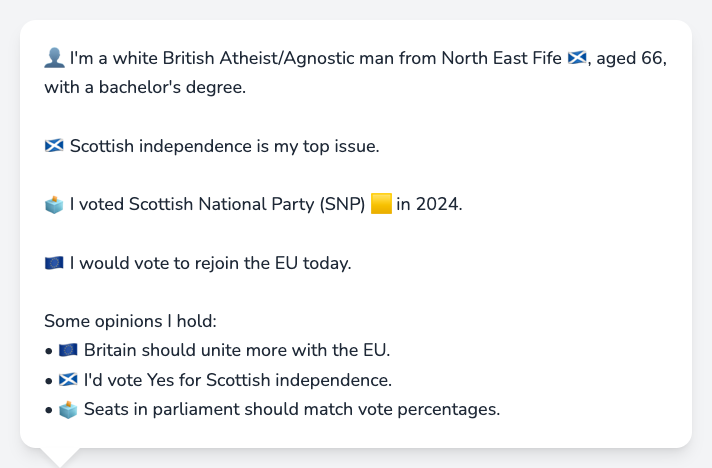 👤 I'm a white British Atheist/Agnostic man from North East Fife 🏴󠁧󠁢󠁳󠁣󠁴󠁿, aged 66,
with a bachelor's degree.
🏴󠁧󠁢󠁳󠁣󠁴󠁿 Scottish independence is my top issue.
🗳️ I voted Scottish National Party (SNP) 🟨 in 2024.
🇪🇺 I would vote to rejoin the EU today.
Some opinions I hold:
• 🇪🇺 Britain should unite more with the EU.
• 🏴󠁧󠁢󠁳󠁣󠁴󠁿 I'd vote Yes for Scottish independence.
• 🗳️ Seats in parliament should match vote percentages.